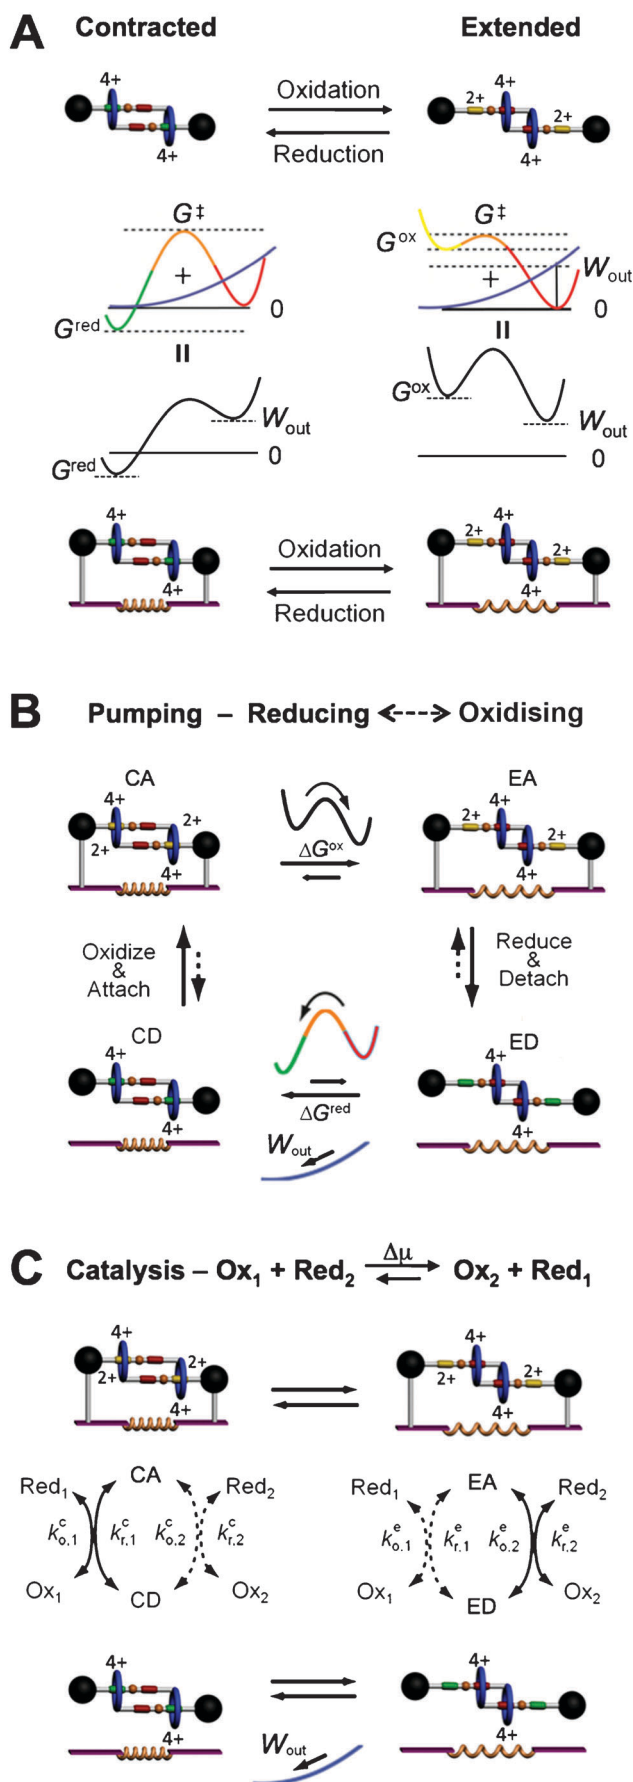 A
Contracted
Extended
4+
4+
Oxidation
Reduction
2+
4+
2+
4+
G‡
+
0
Gred
=
G‡
Gox
+
Wout
0
=
Wout
0
Gred
Gox
Wout
0
4+
4+
Oxidation
Reduction
2+
4+
2+
4+
B
Pumping – Reducing <---> Oxidising
CA
4+
2+
2+
4+
ΔGox
EA
2+
4+
2+
4+
Oxidize
&
Attach
Reduce
&
Detach
CD
4+
4+
ΔGred
Wout
ED
4+
4+
C
Catalysis – Ox1 + Red2
Δμ
Ox2 + Red1
4+
2+
2+
4+
4+
2+
2+
4+
Red1
CA
Red2
kco,1
kcr,1
kco,2
kcr,2
Ox1
CD
Ox2
Red1
EA
Red2
keo,1
ker,1
keo,2
ker,2
Ox1
ED
Ox2
4+
4+
Wout
4+
4+